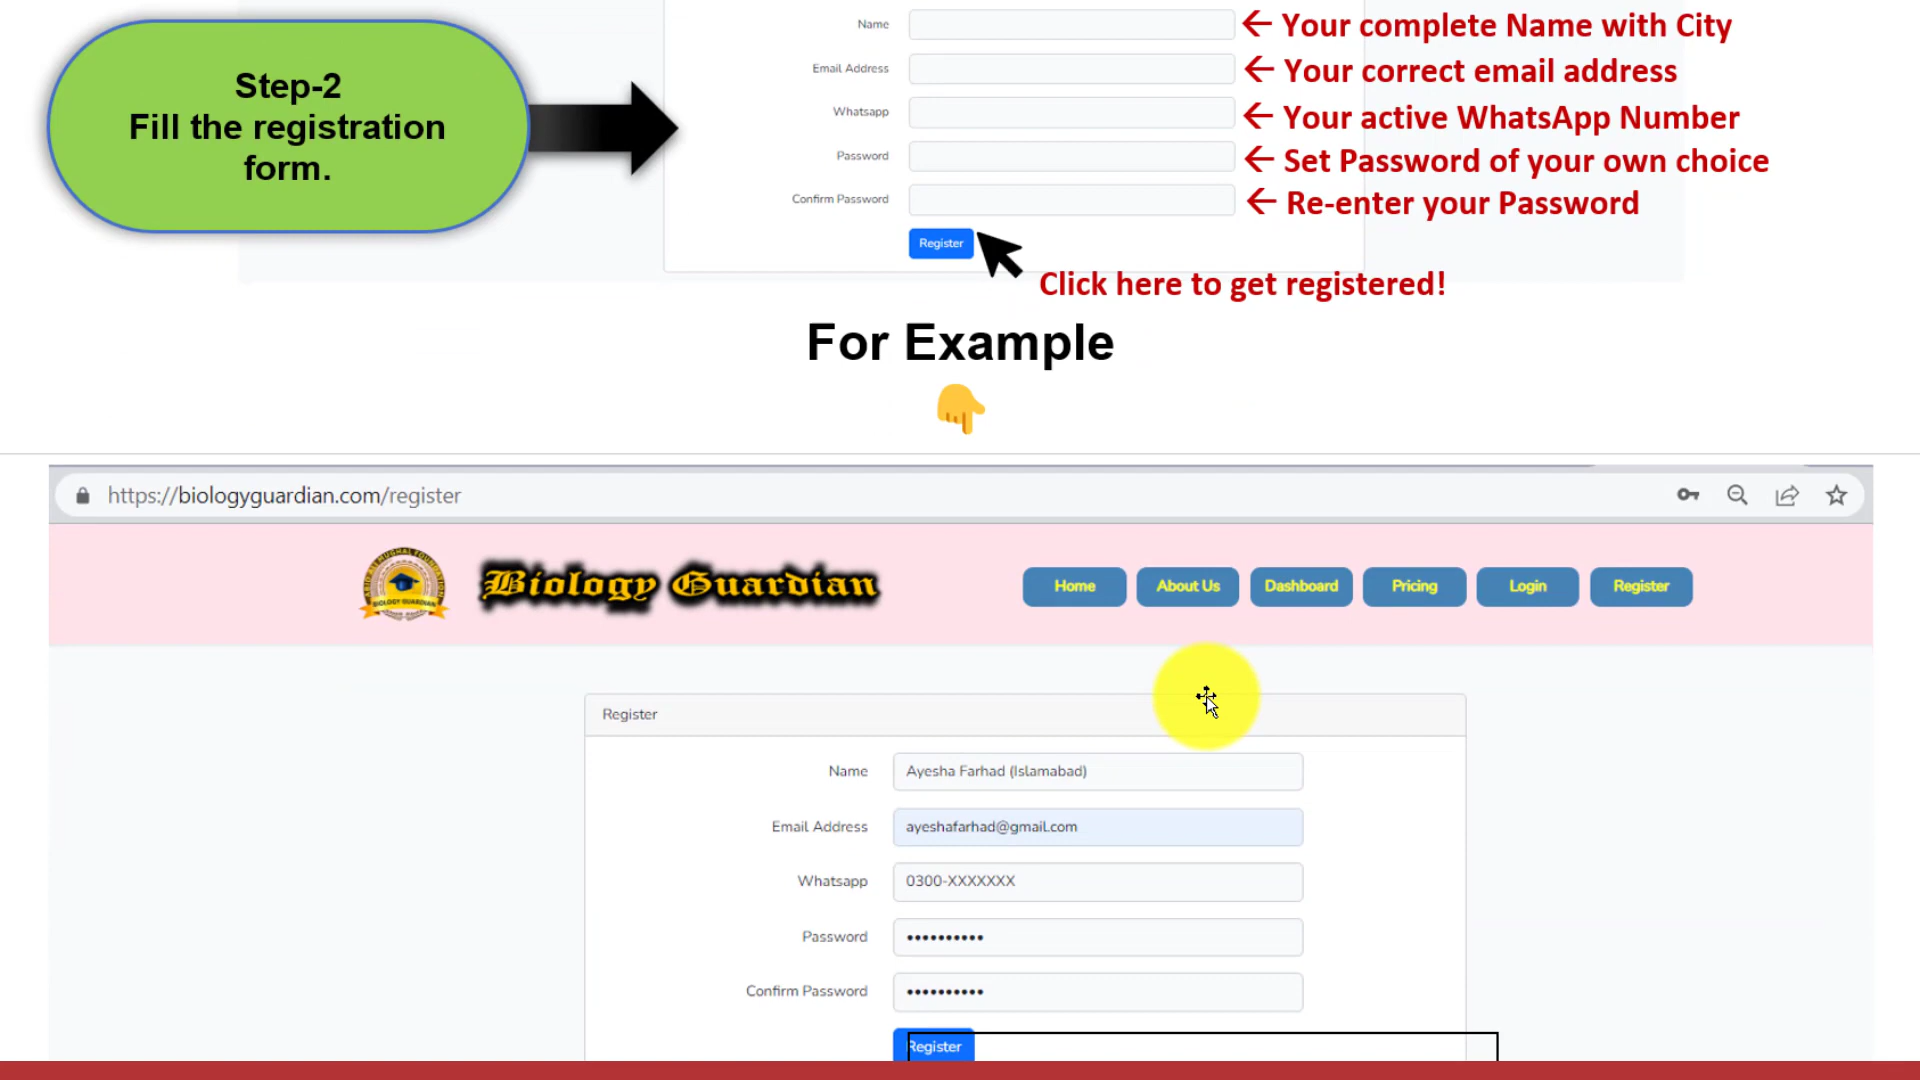 Step-2
Fill the registration
form.
Name
← Your complete Name with City
Email Address
← Your correct email address
Whatsapp
← Your active WhatsApp Number
Password
← Set Password of your own choice
Confirm Password
← Re-enter your Password
Register
Click here to get registered!
For Example
https://biologyguardian.com/register
BIOLOGY GUARDIAN
Biology Guardian
Home
About Us
Dashboard
Pricing
Login
Register
Register
Name
Ayesha Farhad (Islamabad)
Email Address
ayeshafarhad@gmail.com
Whatsapp
0300-XXXXXXX
Password
••••••••••
Confirm Password
••••••••••
Register